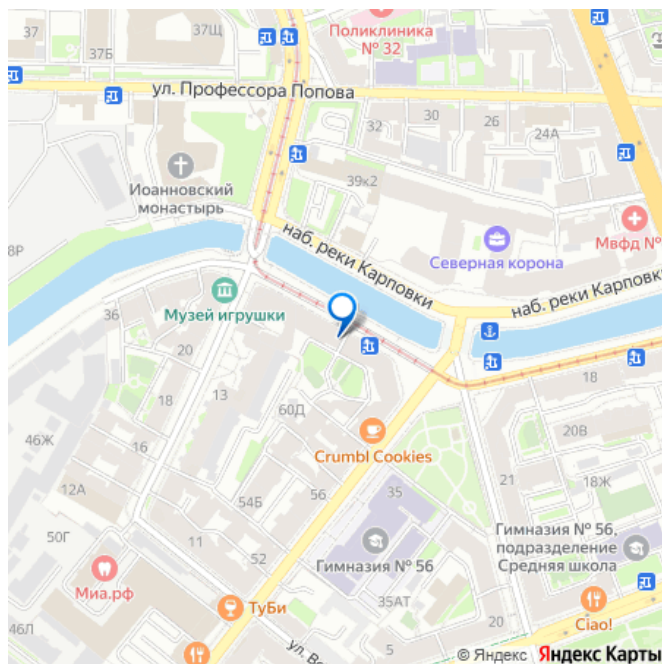 37
37Щ
37Б
Поликлиника
№ 32
ул. Профессора Попова
30
26
32
24А
39к2
Иоанновский
монастырь
наб. реки Карповки
Северная корона
Мвфд №
8Р
наб. реки Карповк
Музей игрушки
36
20
18
18
13
60Д
20В
46Ж
16
Crumbl Cookies
21
12А
54Б
56
35
18Ж
50Г
11
52
Гимназия № 56
Гимназия № 56,
подразделение
Средняя школа
Миа.рф
ТуБи
35АТ
20
Ciao!
46Л
5
© Яндекс Яндекс Карты